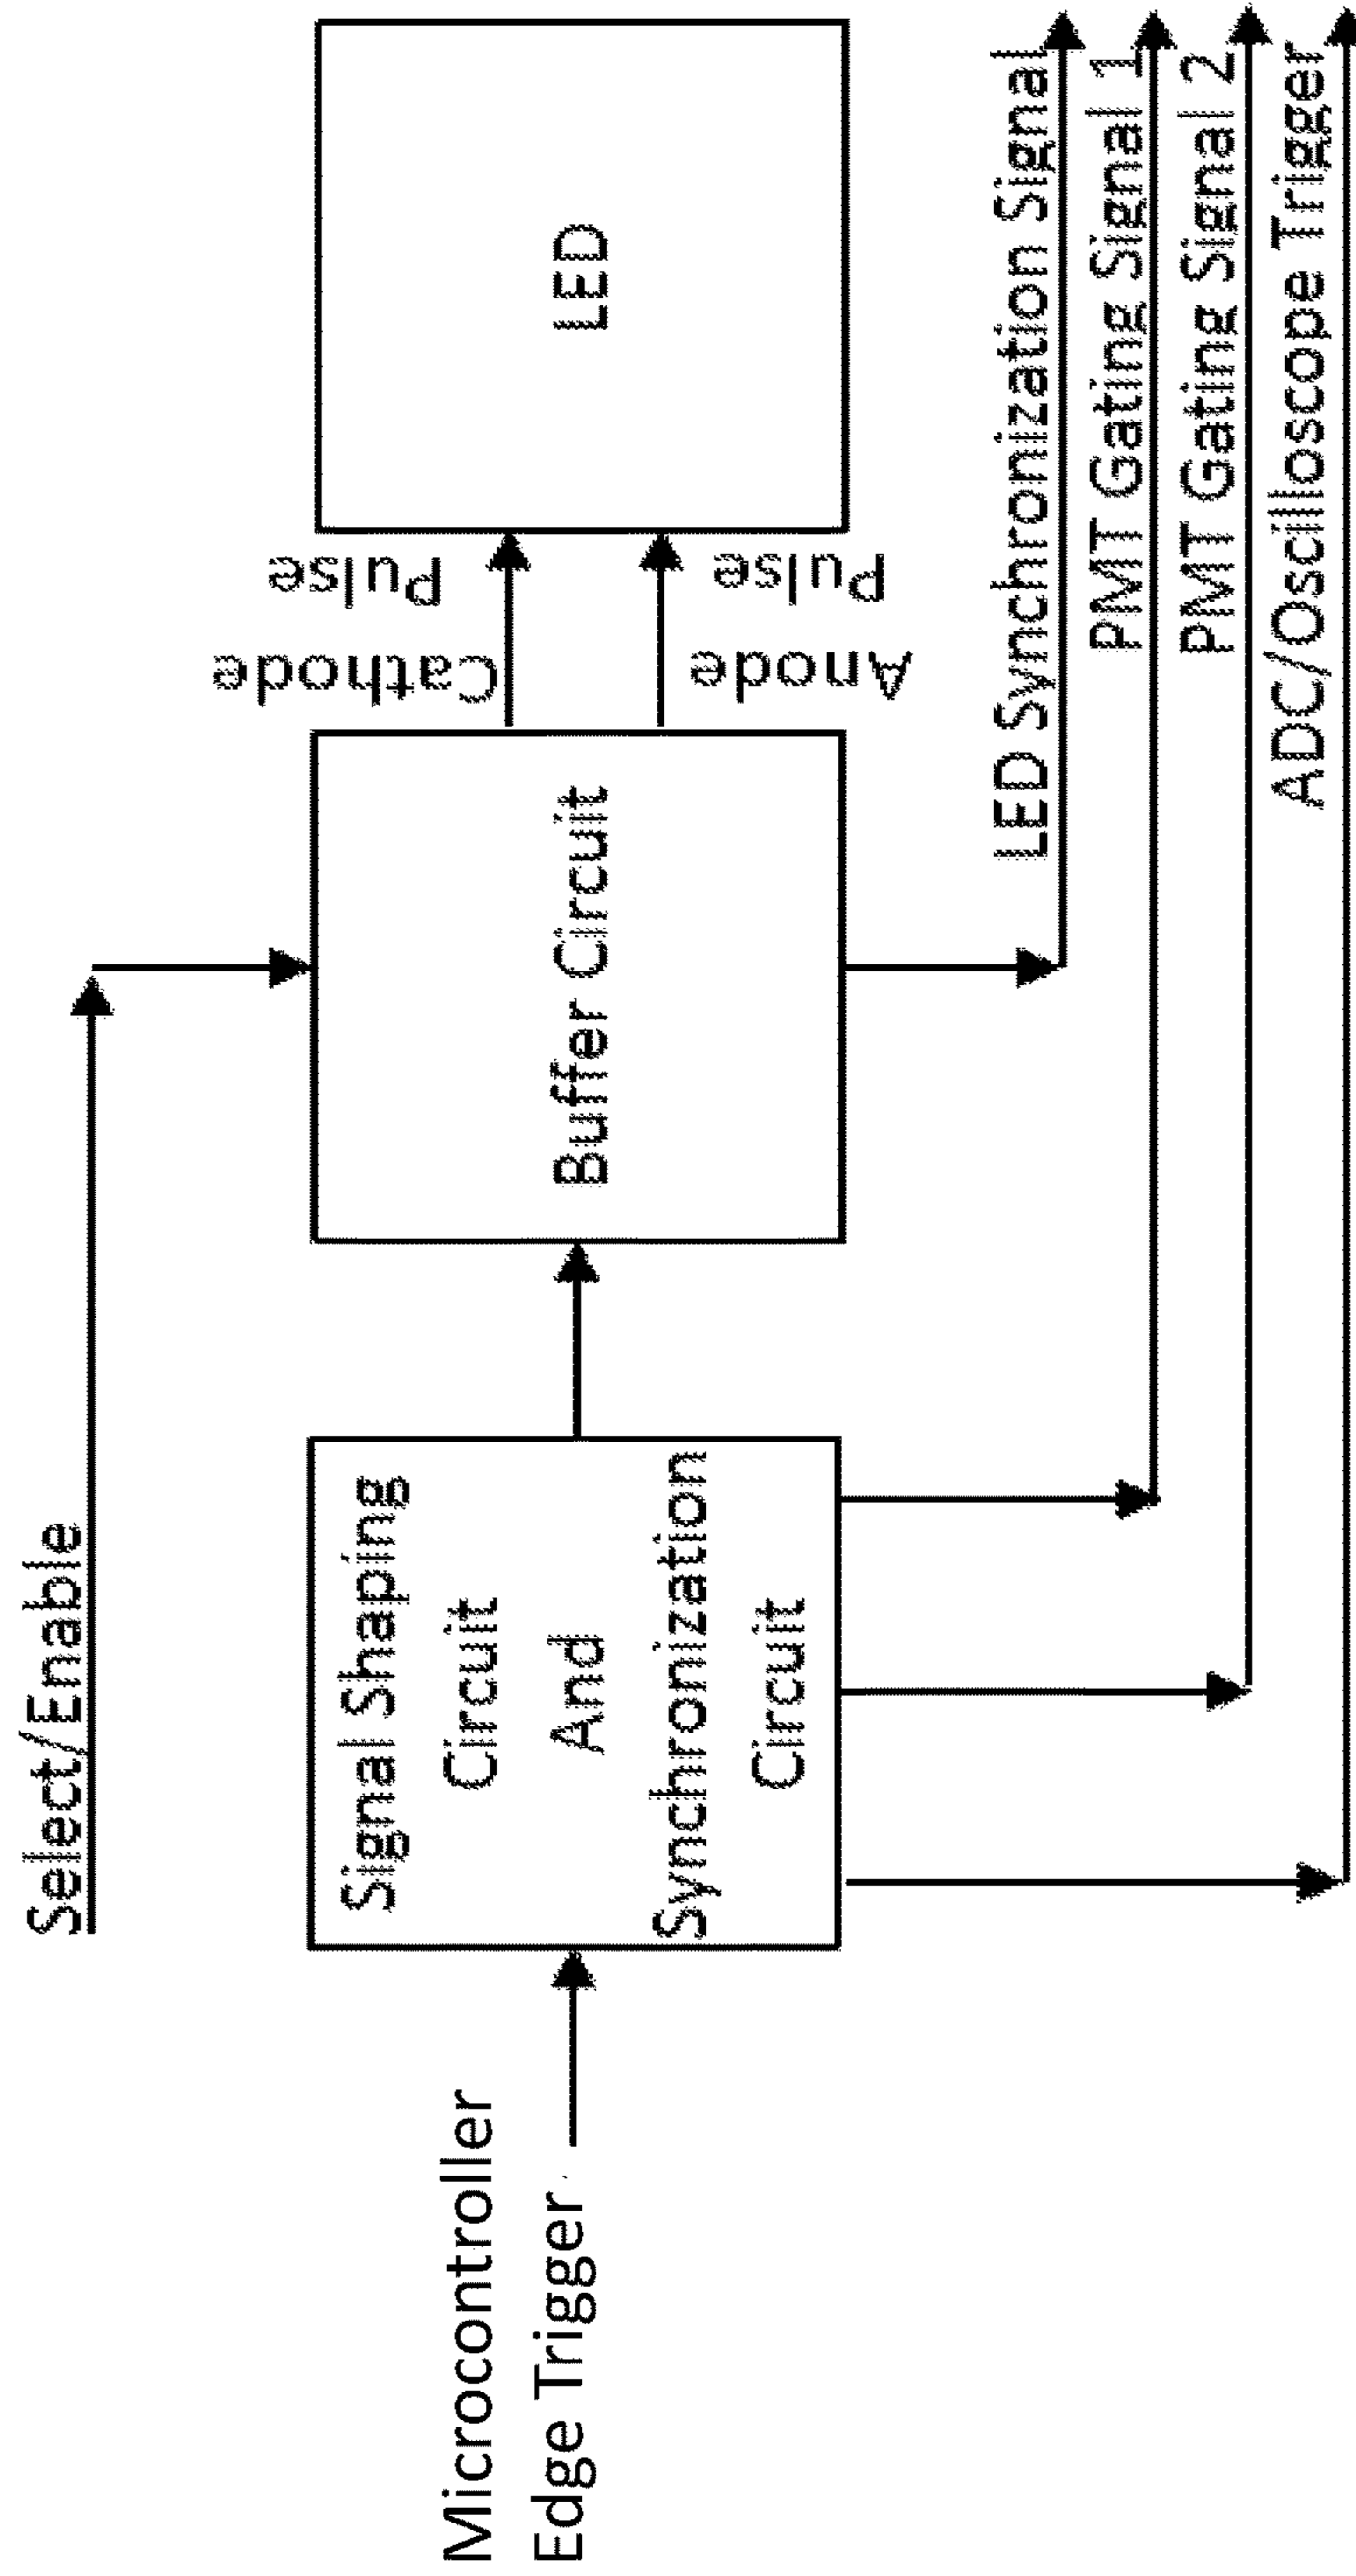 Select/Enable
Microcontroller
Edge Trigger
Signal Shaping
Circuit
And
Synchronization
Circuit
Buffer Circuit
Cathode
Pulse
Anode
Pulse
LED
LED Synchronization Signal
PMT Gating Signal 1
PMT Gating Signal 2
ADC/Oscilloscope Trigger